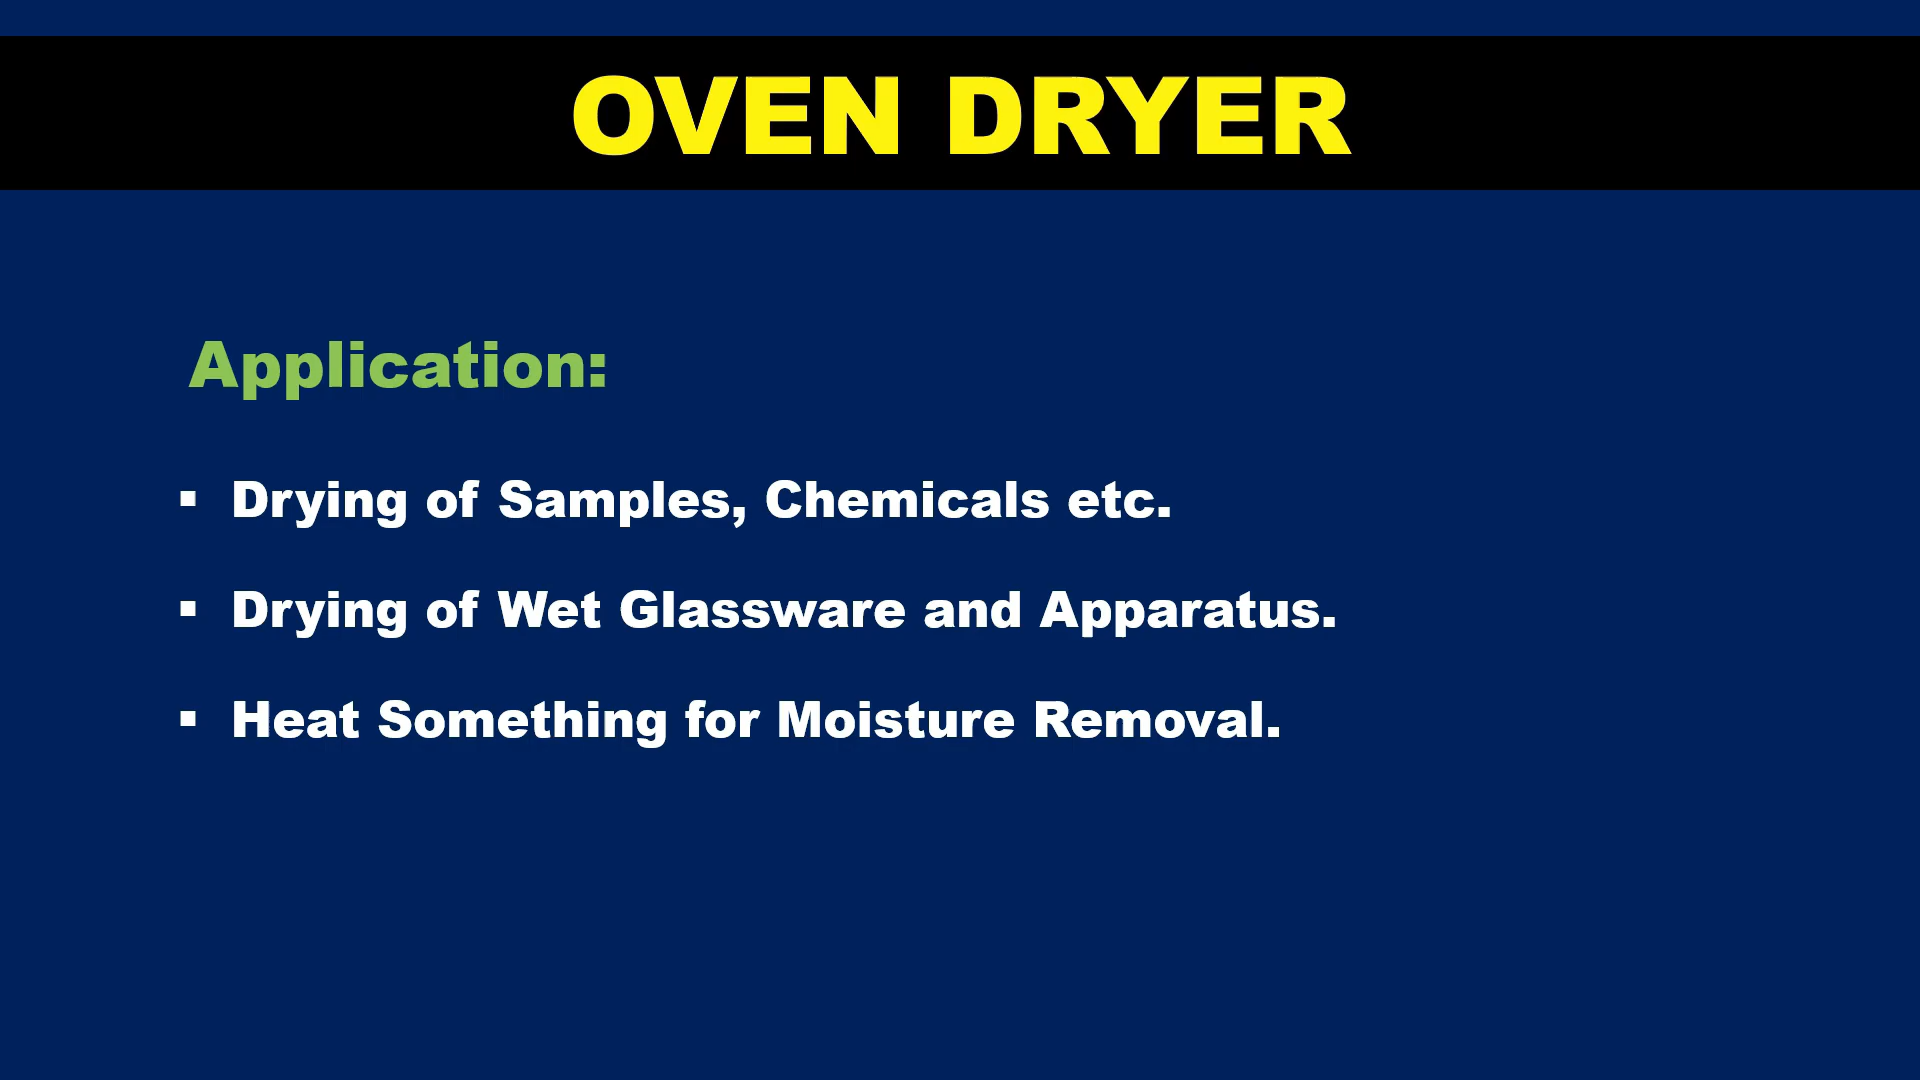 OVEN DRYER
Application:
▪ Drying of Samples, Chemicals etc.
▪ Drying of Wet Glassware and Apparatus.
▪ Heat Something for Moisture Removal.